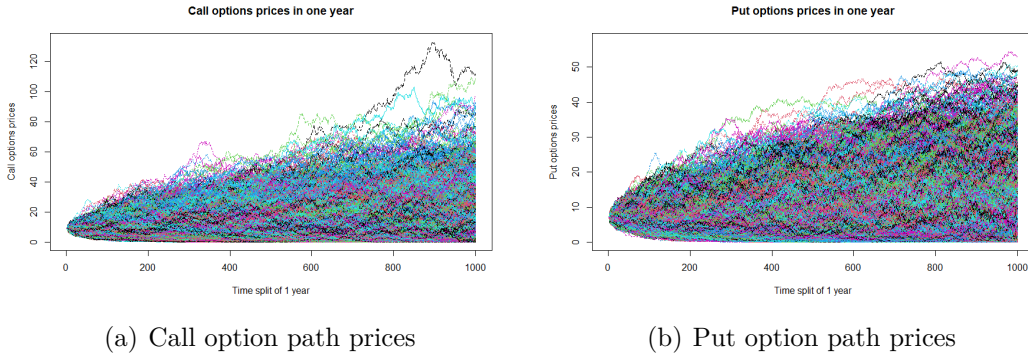 Call options prices in one year
Call options prices
0
20
40
60
80
100
120
0 200 400 600 800 1000
Time split of 1 year
(a) Call option path prices
Put options prices in one year
Put options prices
0
10
20
30
40
50
0 200 400 600 800 1000
Time split of 1 year
(b) Put option path prices